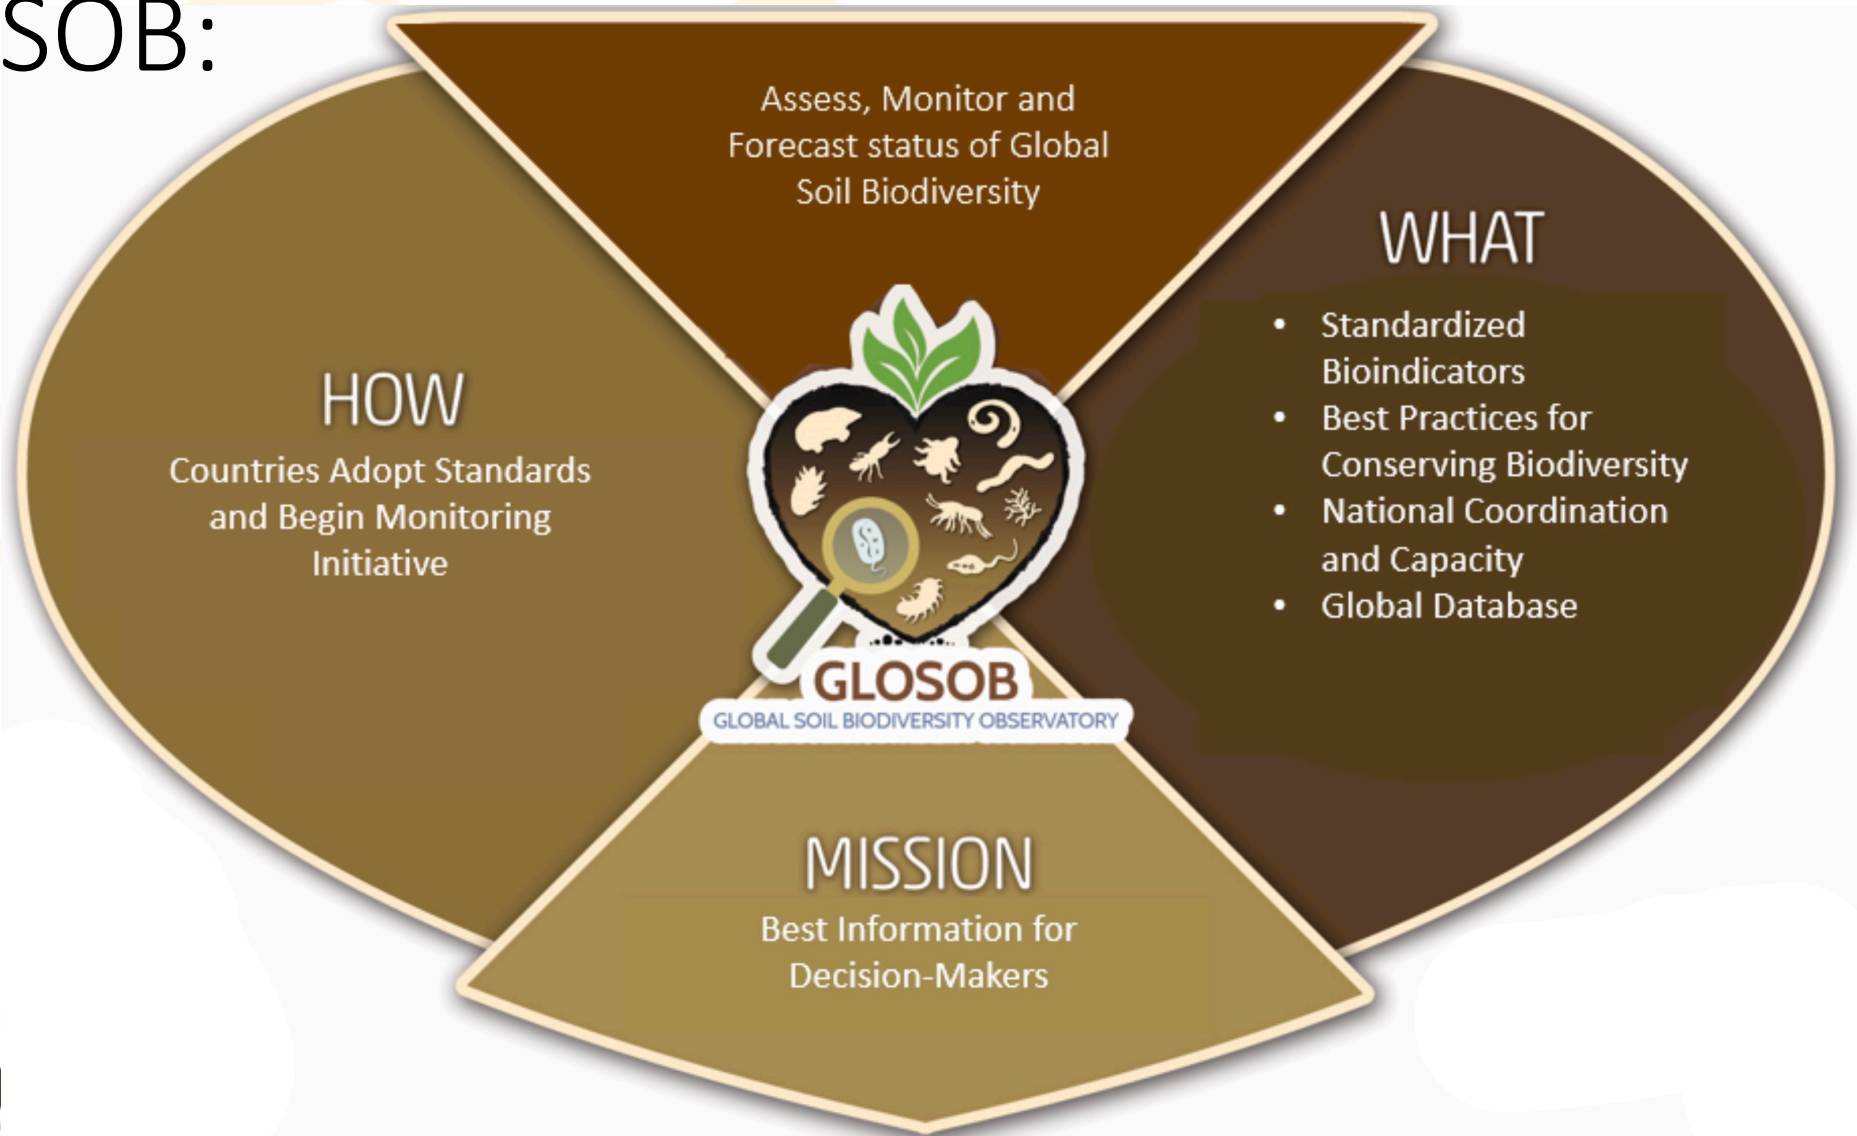 SOB:
Assess, Monitor and
Forecast status of Global
Soil Biodiversity
HOW
Countries Adopt Standards
and Begin Monitoring
Initiative
WHAT
• Standardized
Bioindicators
• Best Practices for
Conserving Biodiversity
• National Coordination
and Capacity
• Global Database
GLOSOB
GLOBAL SOIL BIODIVERSITY OBSERVATORY
MISSION
Best Information for
Decision-Makers